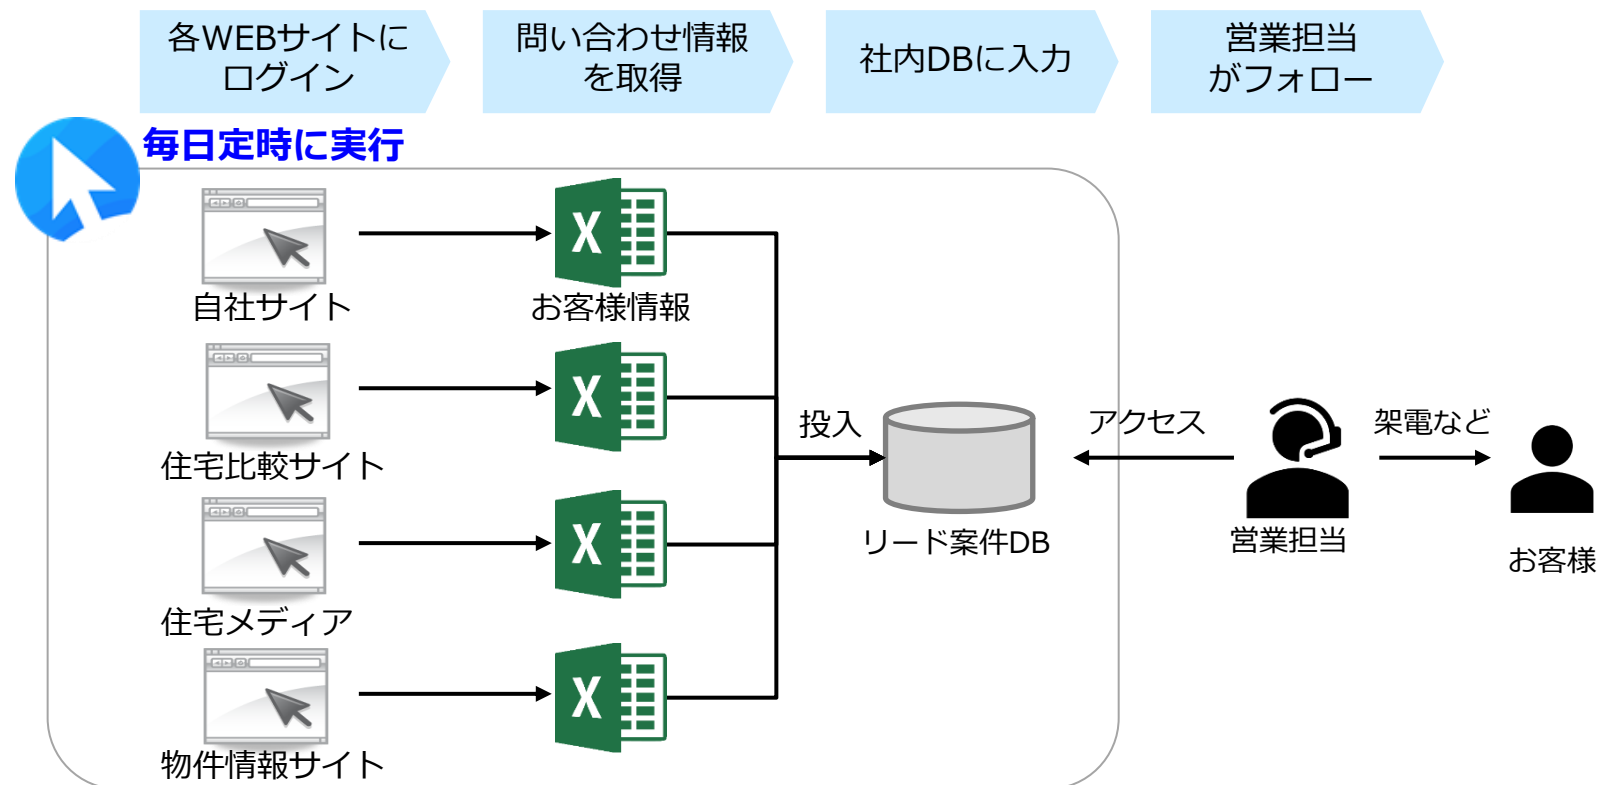 各WEBサイトに
ログイン
問い合わせ情報
を取得
社内DBに入力
営業担当
がフォロー
毎日定時に実行
自社サイト
お客様情報
住宅比較サイト
住宅メディア
物件情報サイト
投入
リード案件DB
アクセス
営業担当
架電など
お客様